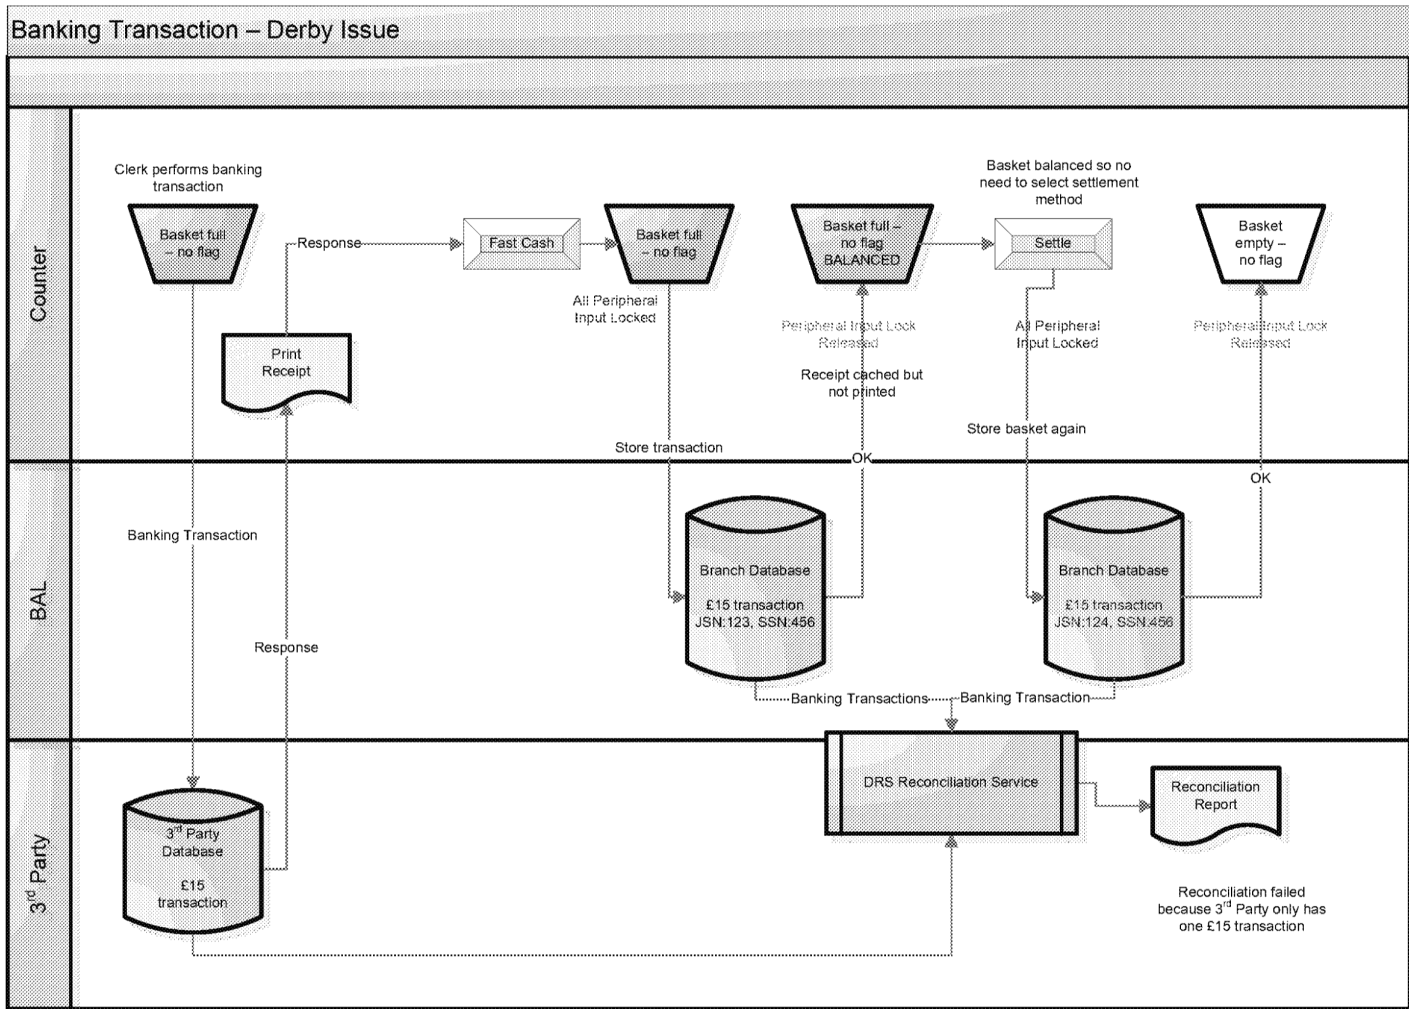 Banking Transaction – Derby Issue
Counter
Clerk performs banking
transaction
Basket full
– no flag
Response
Fast Cash
Basket full
– no flag
Basket full –
no flag
BALANCED
Basket balanced so no
need to select settlement
method
Settle
Basket
empty –
no flag
All Peripheral
Input Locked
Peripheral Input Lock
Released
All Peripheral
Input Locked
Peripheral Input Lock
Released
Print
Receipt
Receipt cached but
not printed
Store transaction
Store basket again
OK
OK
BAL
Banking Transaction
Response
Branch Database
£15 transaction
JSN:123, SSN:456
Branch Database
£15 transaction
JSN:124, SSN:456
Banking Transactions
Banking Transaction
3rd Party
3rd Party
Database
£15
transaction
DRS Reconciliation Service
Reconciliation
Report
Reconciliation failed
because 3rd Party only has
one £15 transaction